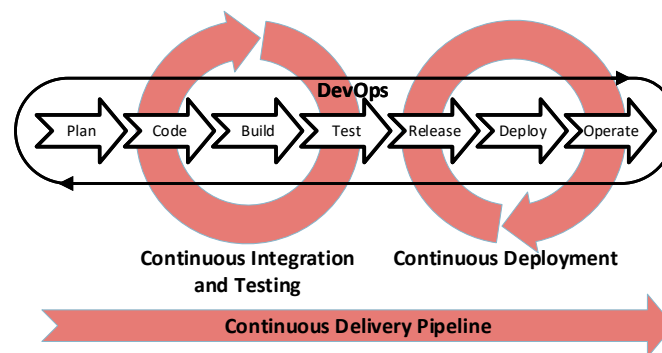 DevOps
Plan Code Build Test Release Deploy Operate
Continuous Integration Continuous Deployment
and Testing
Continuous Delivery Pipeline